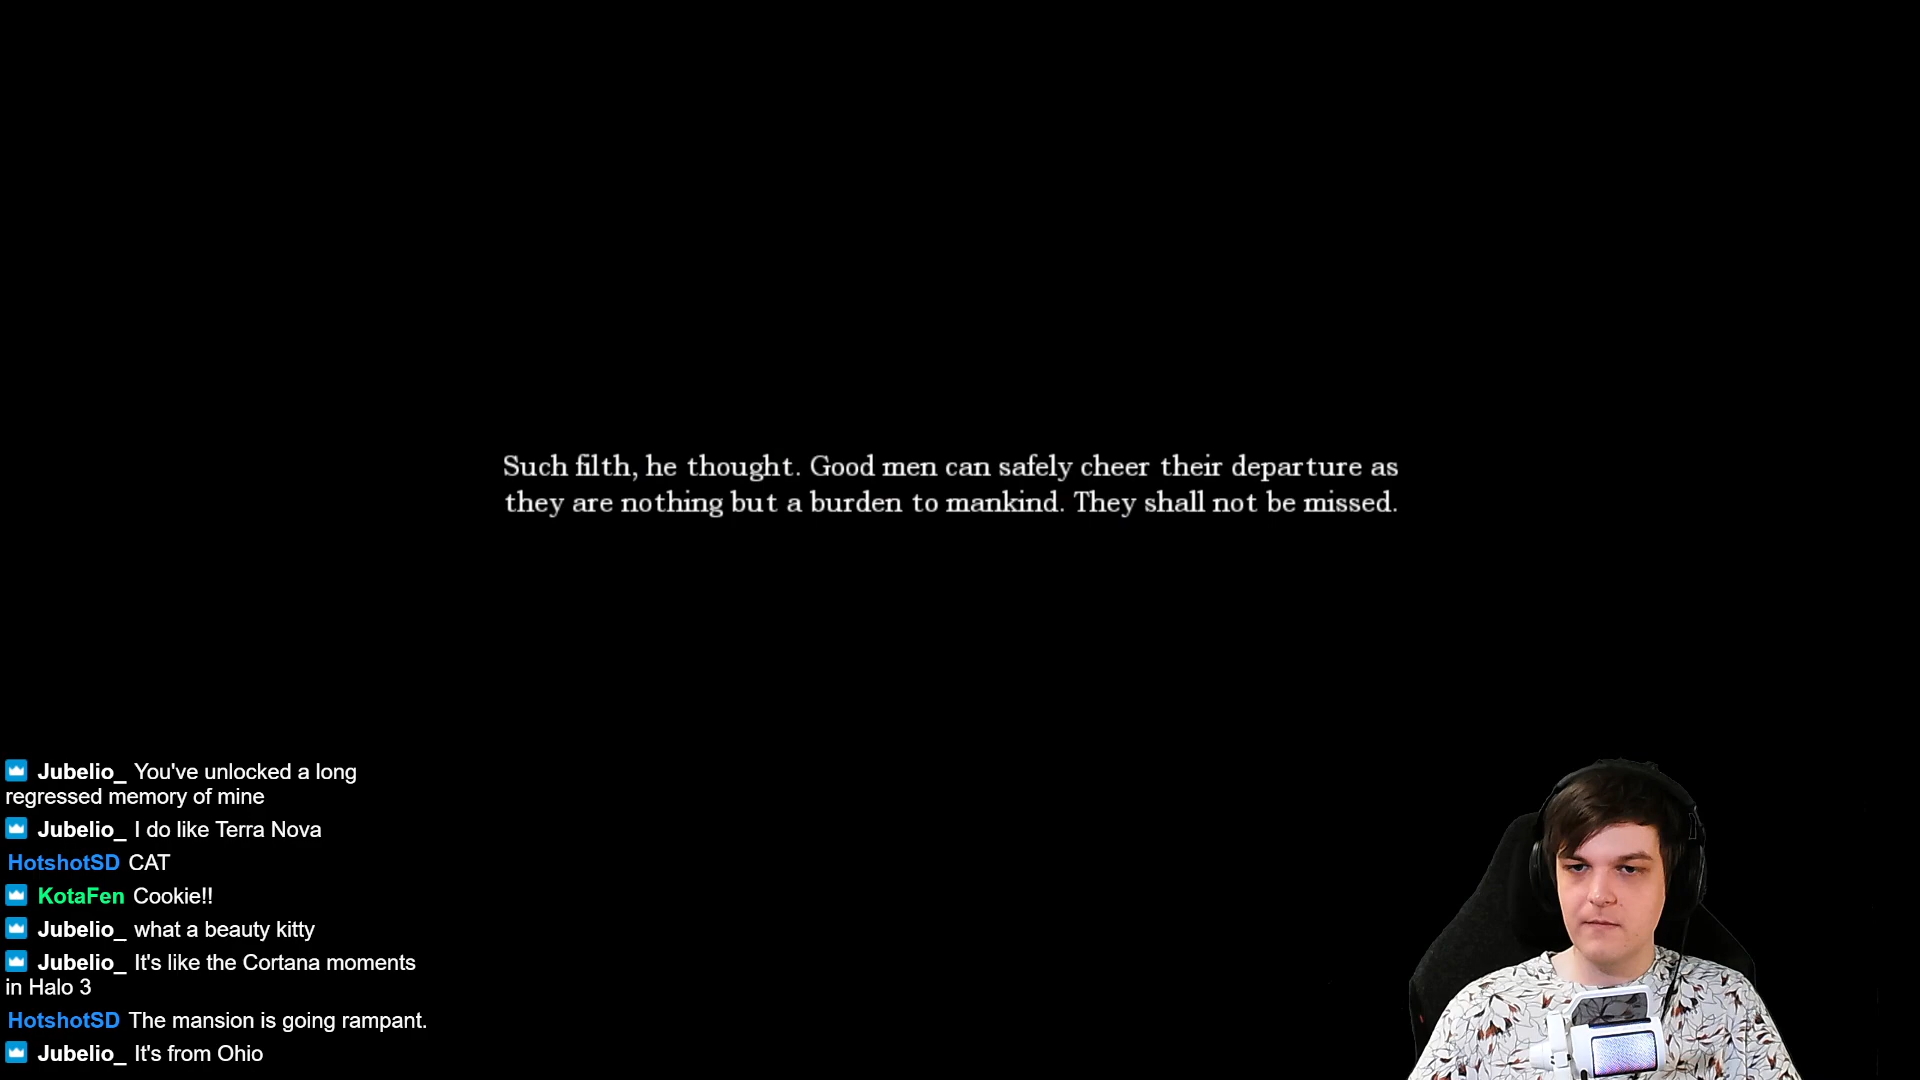 Such filth, he thought. Good men can safely cheer their departure as
they are nothing but a burden to mankind. They shall not be missed.
Jubelio_ You've unlocked a long
regressed memory of mine
Jubelio_ I do like Terra Nova
HotshotSD CAT
KotaFen Cookie!!
Jubelio_ what a beauty kitty
Jubelio_ It's like the Cortana moments
in Halo 3
HotshotSD The mansion is going rampant.
Jubelio_ It's from Ohio